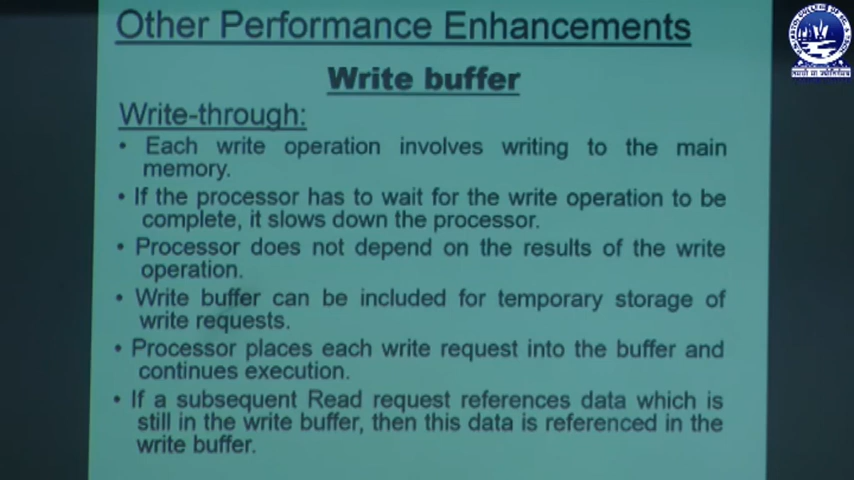 Other Performance Enhancements
Write buffer
Write-through:
• Each write operation involves writing to the main
memory.
• If the processor has to wait for the write operation to be
complete, it slows down the processor.
• Processor does not depend on the results of the write
operation.
• Write buffer can be included for temporary storage of
write requests.
• Processor places each write request into the buffer and
continues execution.
• If a subsequent Read request references data which is
still in the write buffer, then this data is referenced in the
write buffer.